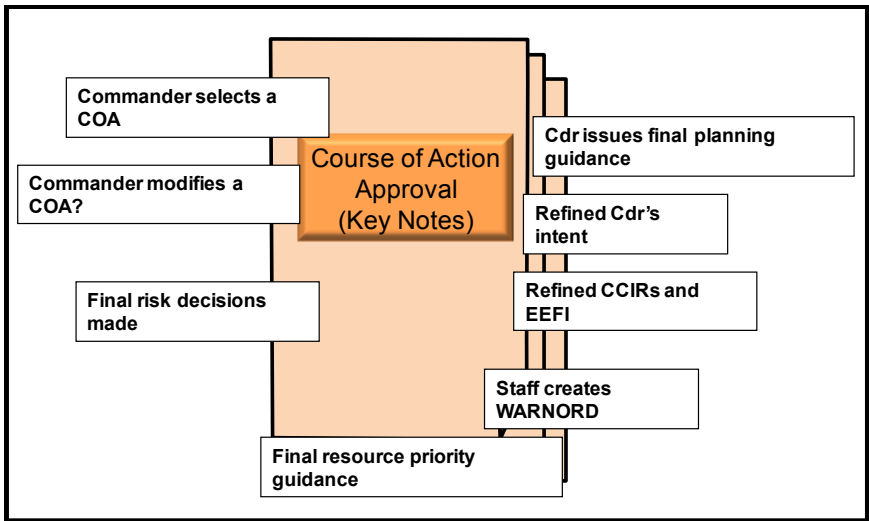 Commander selects a
COA
Course of Action
Approval
(Key Notes)
Cdr issues final planning
guidance
Commander modifies a
COA?
Refined Cdr's
intent
Final risk decisions
made
Refined CCIRs and
EEFI
Staff creates
WARNORD
Final resource priority
guidance